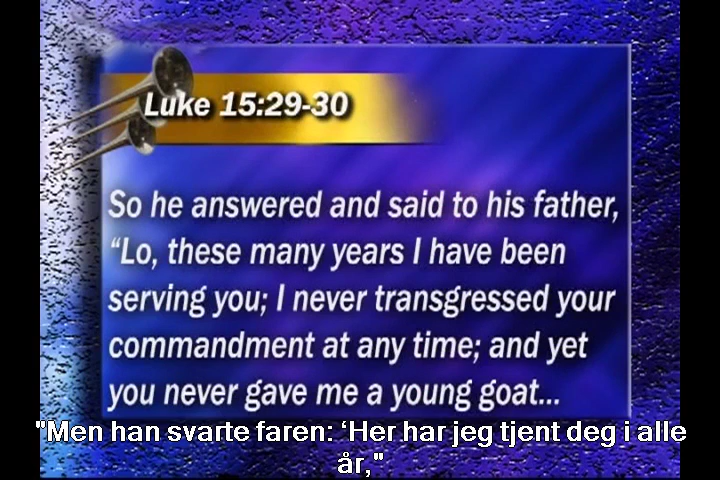 Luke 15:29-30
So he answered and said to his father,
“Lo, these many years I have been
serving you; I never transgressed your
commandment at any time; and yet
you never gave me a young goat...
"Men han svarte faren: ‘Her har jeg tjent deg i alle
år,"